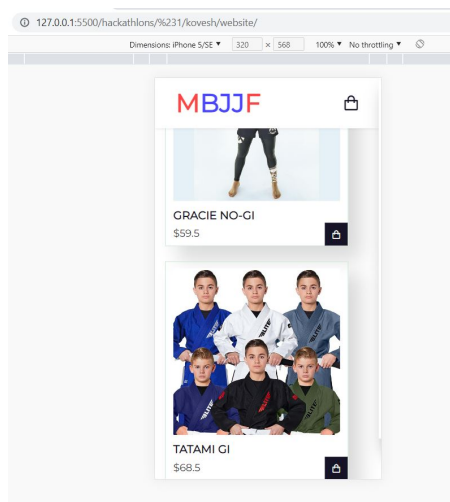 127.0.0.1:5500/hackathlons/%231/kovesh/website/
Dimensions: iPhone 5/SE ▼ 320 × 568 100% ▼ No throttling ▼
MBJJF
GRACIE NO-GI
$59.5
ELITE
TATAMI GI
$68.5